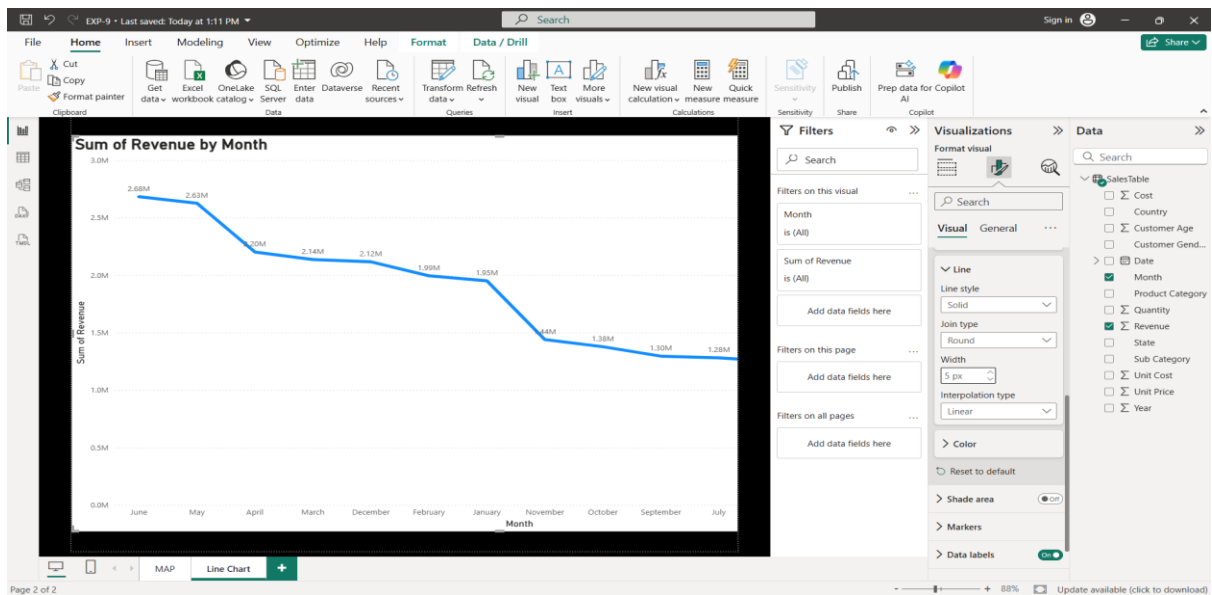 EXP-9 • Last saved: Today at 1:11 PM
Search
Sign in
File Home Insert Modeling View Optimize Help Format Data / Drill
Share
Paste
Cut
Copy
Format painter
Clipboard
Get data
Excel workbook
OneLake catalog
SQL Server
Enter data
Dataverse
Recent sources
Data
Transform data
Refresh
Queries
New visual
Text box
More visuals
Insert
New visual calculation
New measure
Quick measure
Calculations
Sensitivity
Sensitivity
Publish
Share
Prep data for AI
Copilot
Copilot
TMDL
Sum of Revenue by Month
3.0M
2.5M
2.0M
1.5M
1.0M
0.5M
0.0M
Sum of Revenue
2.68M
2.63M
.20M
2.14M
2.12M
1.99M
1.95M
.44M
1.38M
1.30M
1.28M
June May April March December February January November October September July
Month
Filters
Search
Filters on this visual
Month
is (All)
Sum of Revenue
is (All)
Add data fields here
Filters on this page
Add data fields here
Filters on all pages
Add data fields here
Visualizations
Format visual
Search
Visual General
Line
Line style
Solid
Join type
Round
Width
5 px
Interpolation type
Linear
Color
Reset to default
Shade area
Off
Markers
Data labels
On
Data
Search
SalesTable
Cost
Country
Customer Age
Customer Gend...
Date
Month
Product Category
Quantity
Revenue
State
Sub Category
Unit Cost
Unit Price
Year
MAP
Line Chart
Page 2 of 2
88%
Update available (click to download)